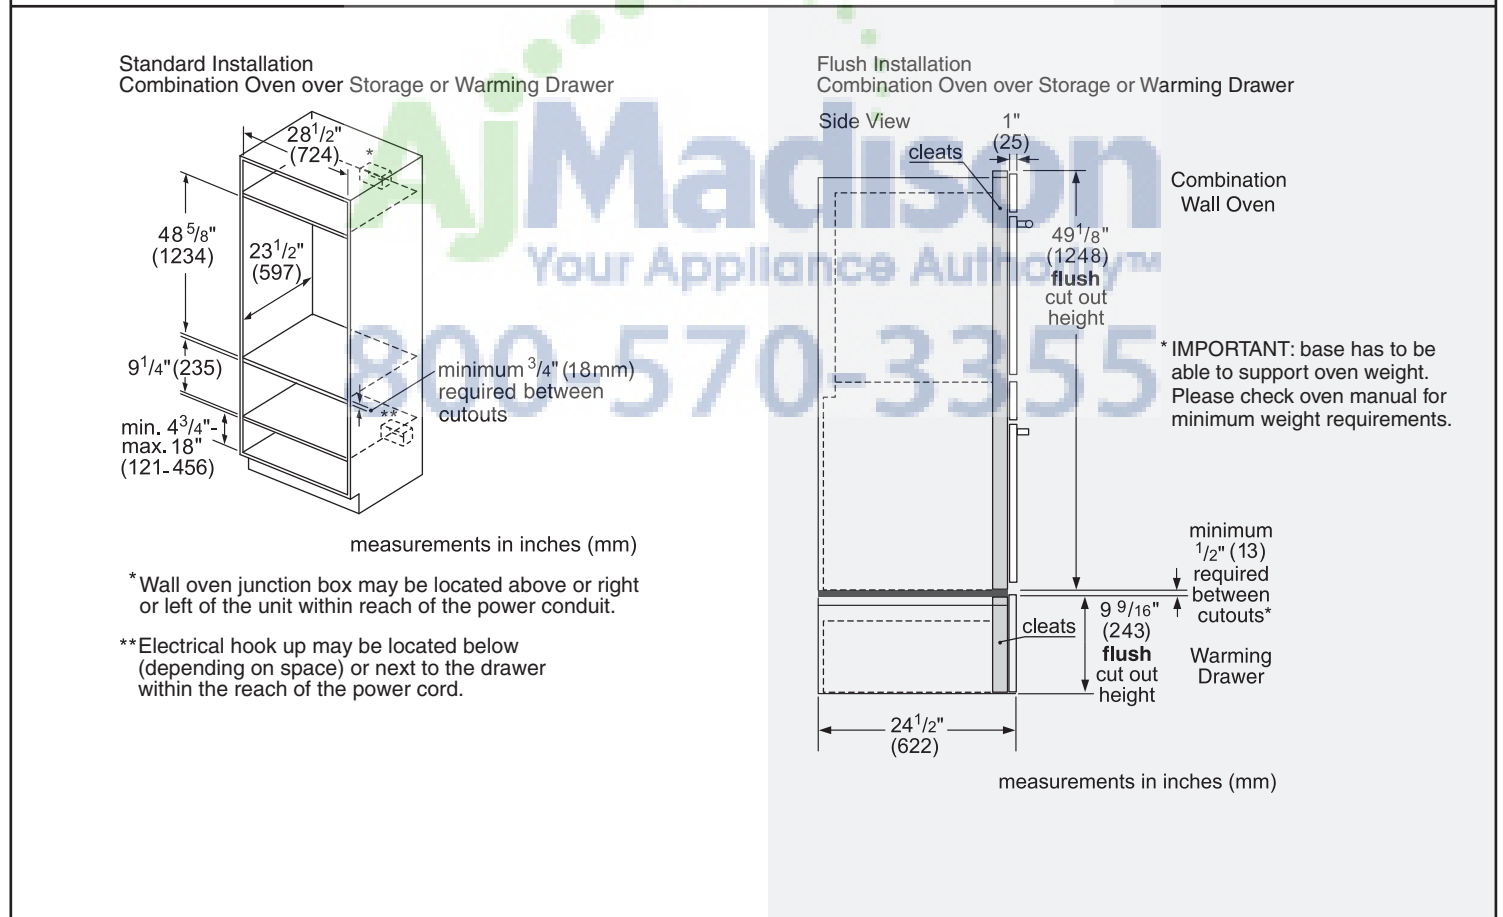 Standard Installation
Combination Oven over Storage or Warming Drawer
28 1/2"
(724)
*
48 5/8"
(1234)
23 1/2"
(597)
9 1/4" (235)
minimum 3/4" (18mm)
required between
cutouts
**
min. 4 3/4"-
max. 18"
(121-456)
measurements in inches (mm)
* Wall oven junction box may be located above or right
or left of the unit within reach of the power conduit.
** Electrical hook up may be located below
(depending on space) or next to the drawer
within the reach of the power cord.
Flush Installation
Combination Oven over Storage or Warming Drawer
Side View
1"
(25)
cleats
Combination
Wall Oven
49 1/8"
(1248)
flush
cut out
height
* IMPORTANT: base has to be
able to support oven weight.
Please check oven manual for
minimum weight requirements.
minimum
1/2" (13)
required
between
cutouts*
9 9/16"
(243)
flush
cut out
height
cleats
Warming
Drawer
24 1/2"
(622)
measurements in inches (mm)
AjMadison
Your Appliance Authority™
800-570-3355